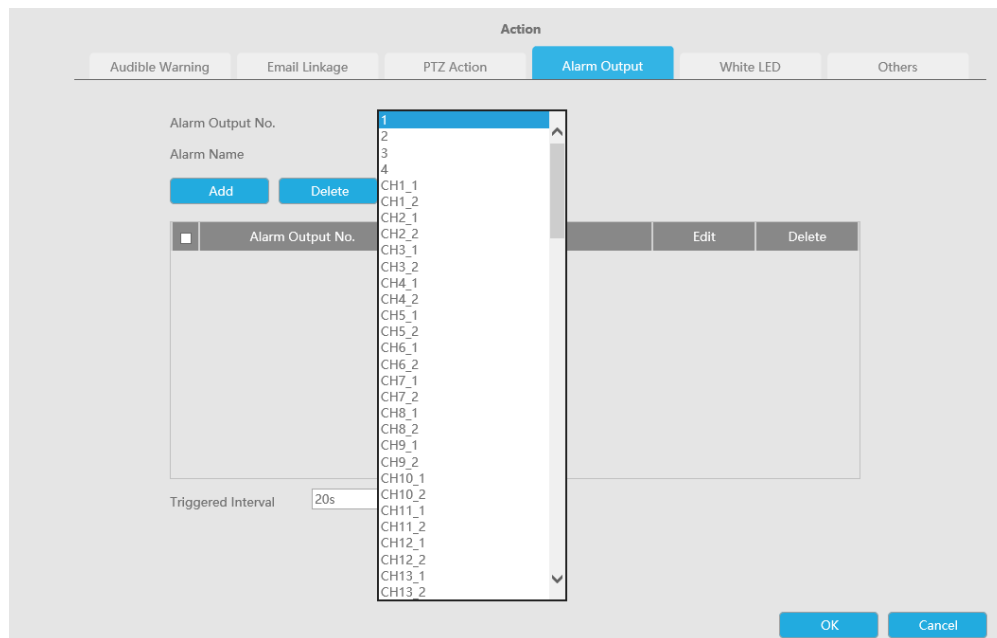 Action
Audible Warning Email Linkage PTZ Action Alarm Output White LED Others
Alarm Output No.
Alarm Name
Add Delete
1
2
3
4
CH1_1
CH1_2
CH2_1
CH2_2
CH3_1
CH3_2
CH4_1
CH4_2
CH5_1
CH5_2
CH6_1
CH6_2
CH7_1
CH7_2
CH8_1
CH8_2
CH9_1
CH9_2
CH10_1
CH10_2
CH11_1
CH11_2
CH12_1
CH12_2
CH13_1
CH13_2
Alarm Output No. Edit Delete
Triggered Interval 20s
OK Cancel